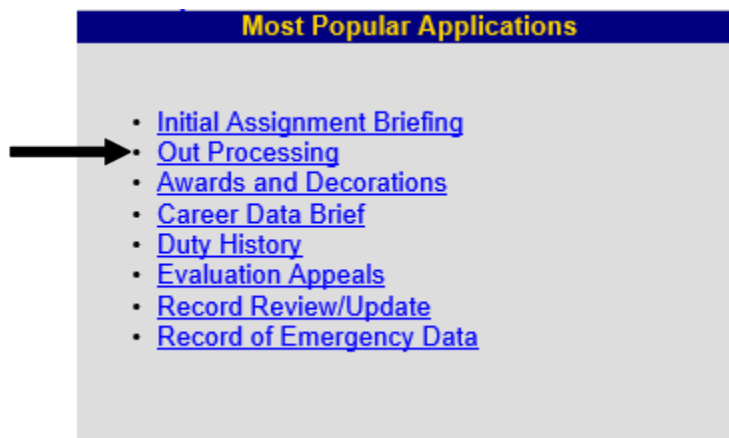 Most Popular Applications
• Initial Assignment Briefing
• Out Processing
• Awards and Decorations
• Career Data Brief
• Duty History
• Evaluation Appeals
• Record Review/Update
• Record of Emergency Data